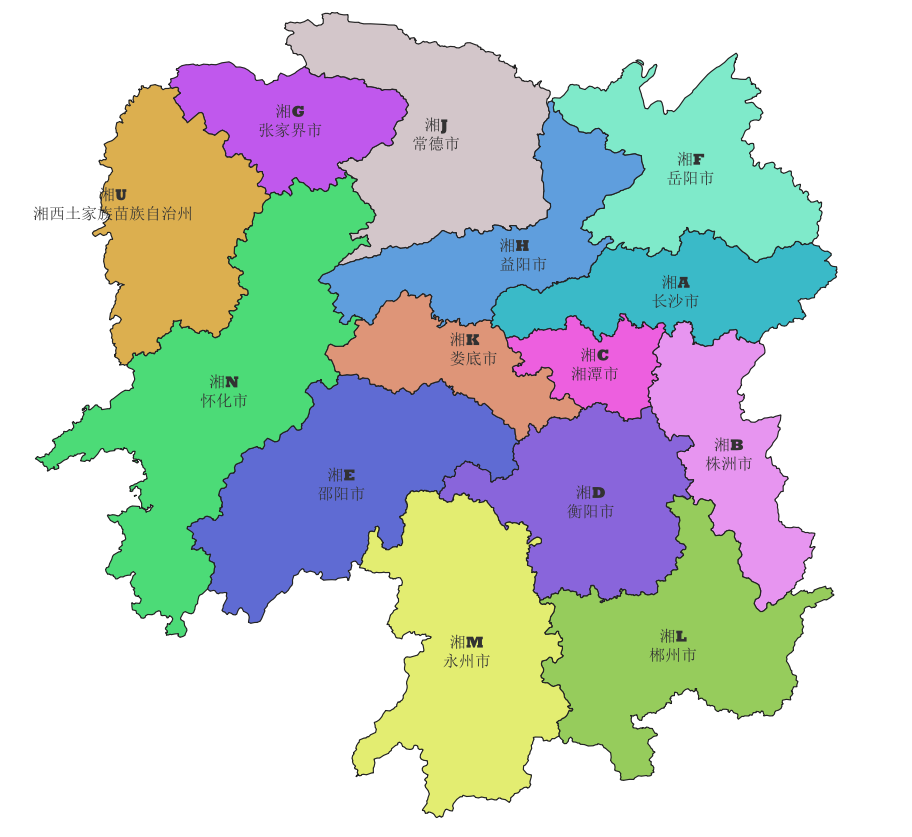 湘G
张家界市
湘J
常德市
湘F
岳阳市
湘U
湘西土家族苗族自治州
湘H
益阳市
湘A
长沙市
湘K
娄底市
湘C
湘潭市
湘N
怀化市
湘B
株洲市
湘E
邵阳市
湘D
衡阳市
湘M
永州市
湘L
郴州市